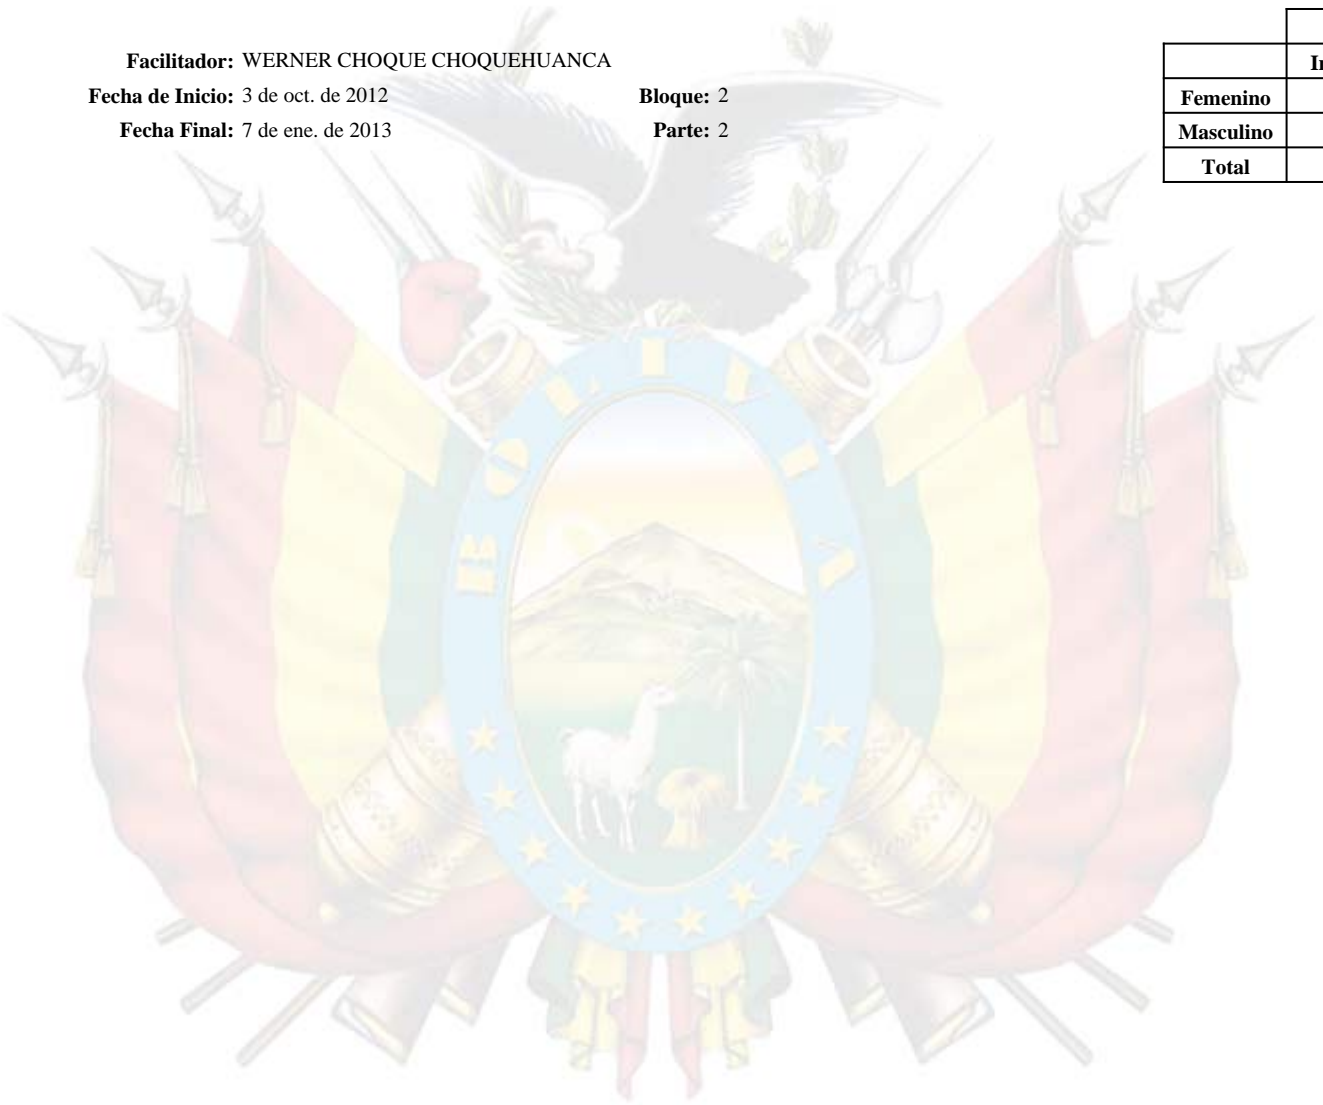 Facilitador: WERNER CHOQUE CHOQUEHUANCA
Fecha de Inicio: 3 de oct. de 2012 Bloque: 2
Fecha Final: 7 de ene. de 2013 Parte: 2
Femenino
Masculino
Total
BOLIVIA